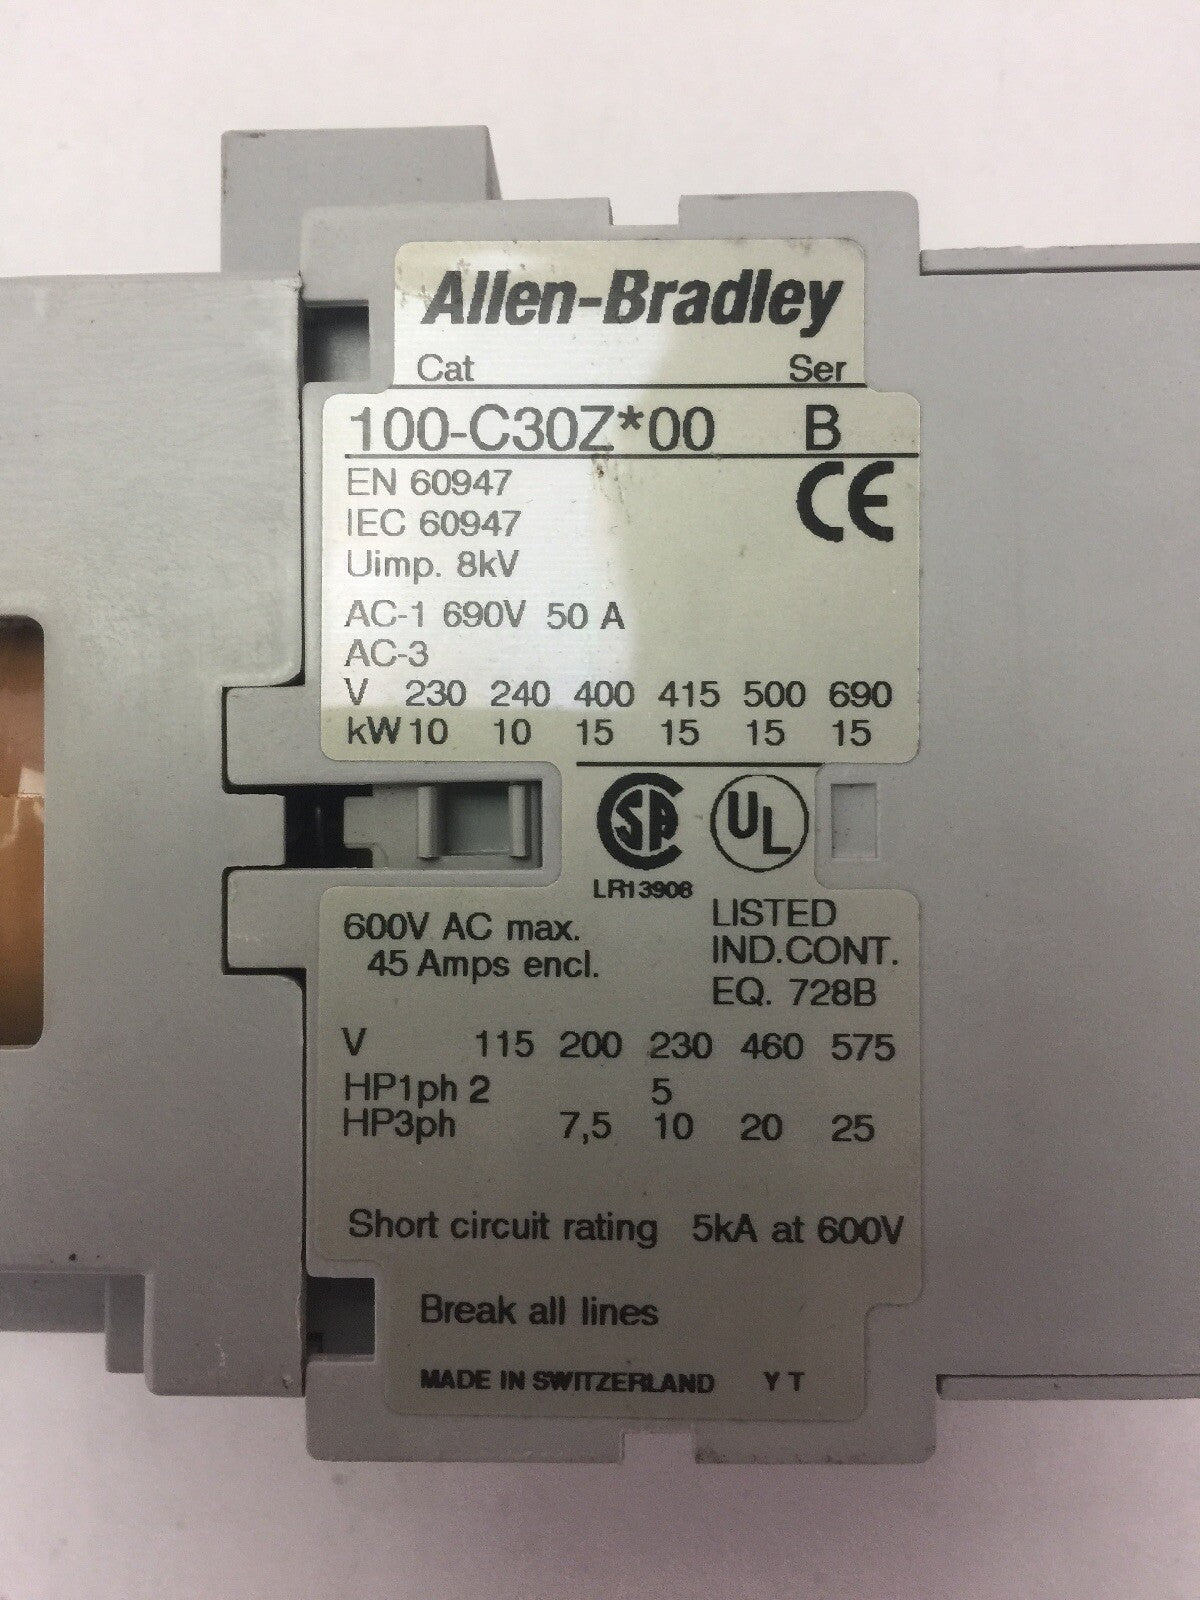 Allen-Bradley
Cat Ser
100-C30Z*00 B
EN 60947
IEC 60947
CE
Uimp. 8kV
AC-1 690V 50 A
AC-3
V 230 240 400 415 500 690
kW 10 10 15 15 15 15
SA UL
LR13908
600V AC max.
45 Amps encl.
LISTED
IND.CONT.
EQ. 728B
V 115 200 230 460 575
HP1ph 2 5
HP3ph 7,5 10 20 25
Short circuit rating 5kA at 600V
Break all lines
MADE IN SWITZERLAND Y T